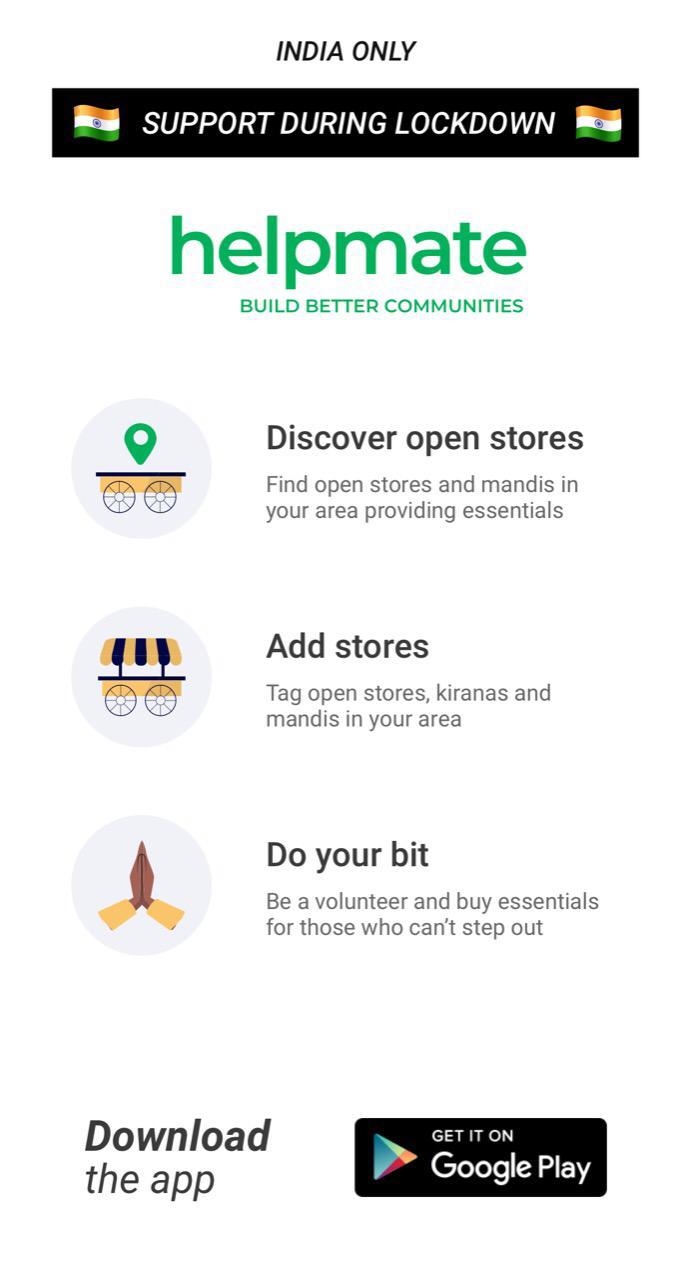 INDIA ONLY
SUPPORT DURING LOCKDOWN
helpmate
BUILD BETTER COMMUNITIES
Discover open stores
Find open stores and mandis in
your area providing essentials
Add stores
Tag open stores, kiranas and
mandis in your area
Do your bit
Be a volunteer and buy essentials
for those who can’t step out
Download
the app
GET IT ON
Google Play